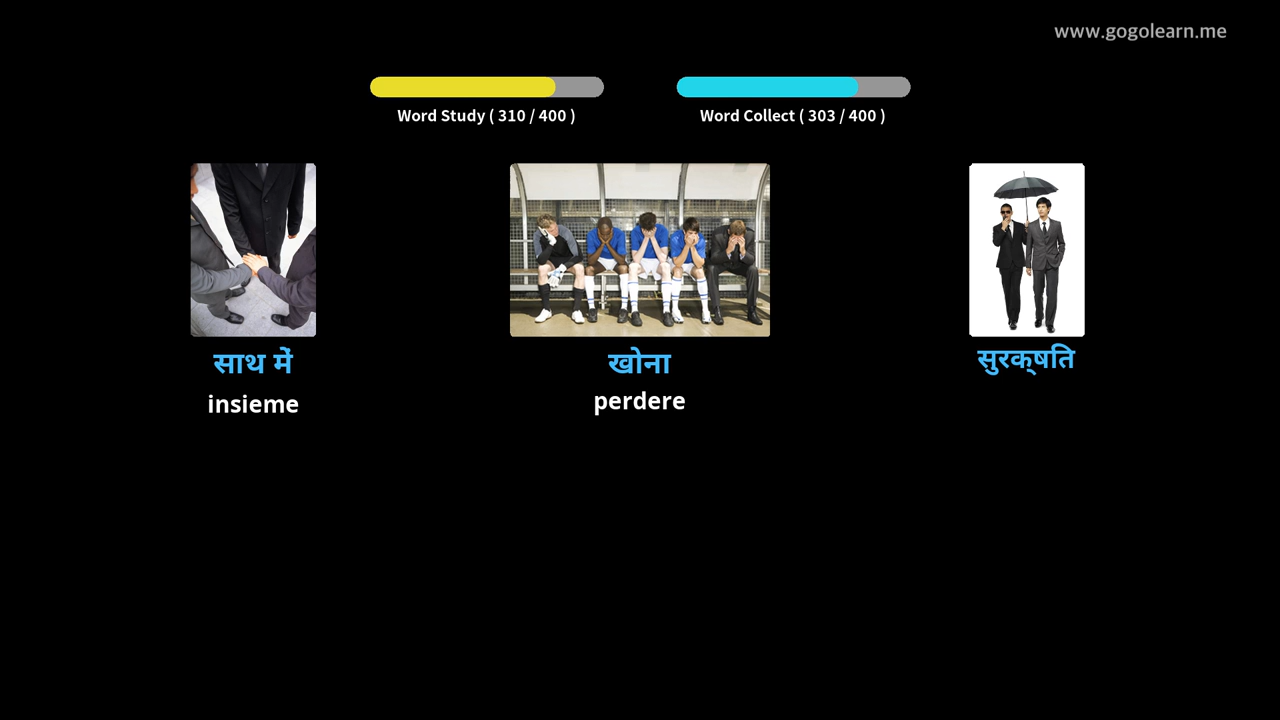 www.gogolearn.me
Word Study ( 310 / 400 )
Word Collect ( 303 / 400 )
साथ में
खोना
सुरक्‌षति
insieme
perdere